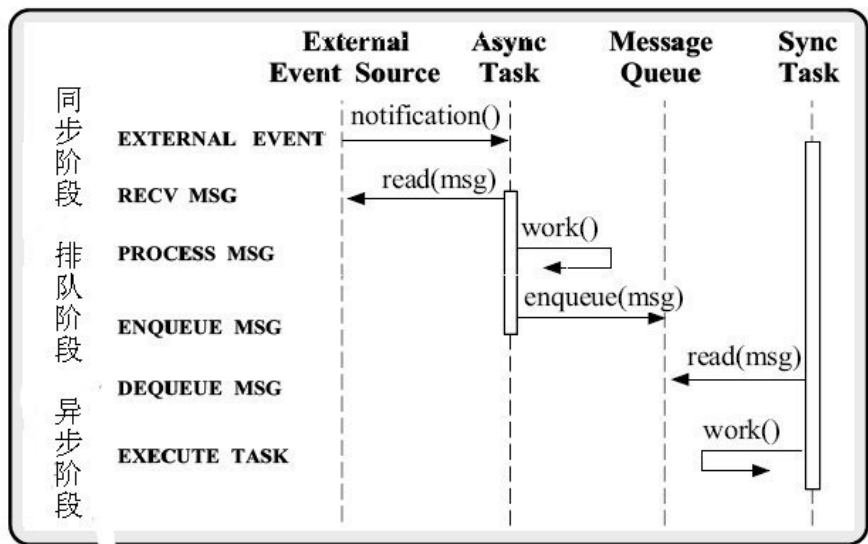 External
Event Source
Async
Task
Message
Queue
Sync
Task
同步阶段
排队阶段
异步阶段
EXTERNAL EVENT
notification()
RECV MSG
read(msg)
PROCESS MSG
work()
ENQUEUE MSG
enqueue(msg)
DEQUEUE MSG
read(msg)
EXECUTE TASK
work()